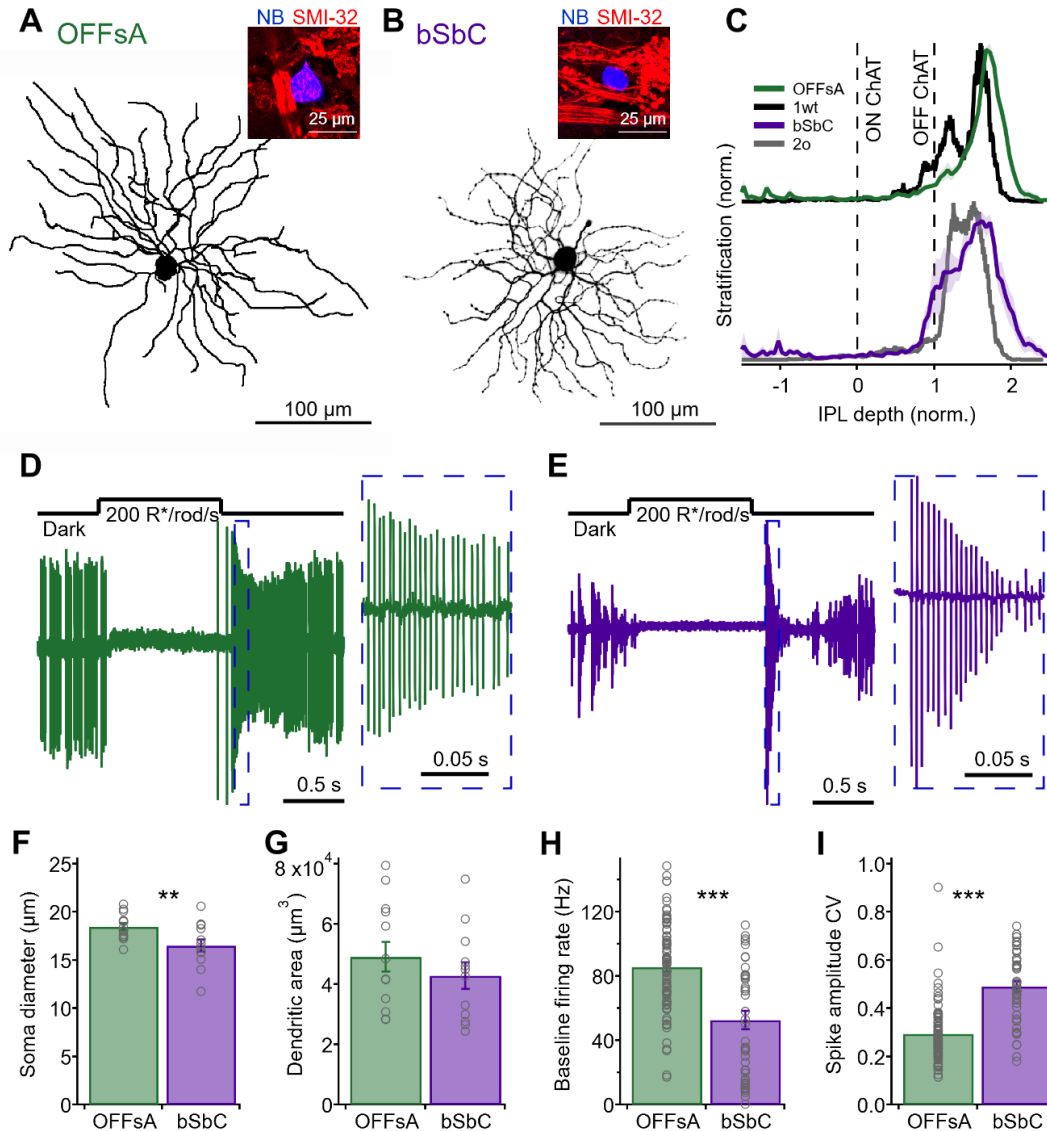 A OFFsA
NB SMI-32
25 µm
100 µm
B bSbC
NB SMI-32
25 µm
100 µm
C
OFFsA
1wt
bSbC
2o
ON ChAT
OFF ChAT
Stratification (norm.)
-1 0 1 2
IPL depth (norm.)
D
200 R*/rod/s
Dark
0.5 s
0.05 s
E
200 R*/rod/s
Dark
0.5 s
0.05 s
F
Soma diameter (µm)
25
20
15
10
5
0
**
OFFsA bSbC
G
Dendritic area (µm³)
8 x10⁴
6
4
2
0
OFFsA bSbC
H
Baseline firing rate (Hz)
120
80
40
0
***
OFFsA bSbC
I
Spike amplitude CV
1.0
0.8
0.6
0.4
0.2
0.0
***
OFFsA bSbC